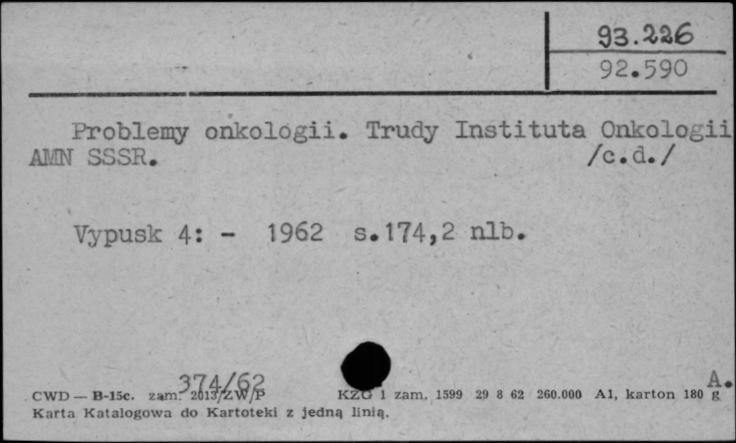 93.226
92.590
Problemy onkologii. Trudy Instituta Onkologii
AMN SSSR. /c.d./
Vypusk 4: - 1962 s.174,2 nlb.
374/62 A.
CWD — B-15c. zam. 2013/ZW/P KZG 1 zam. 1599 29 8 62 260.000 A1, karton 180 g
Karta Katalogowa do Kartoteki z jedną linią.